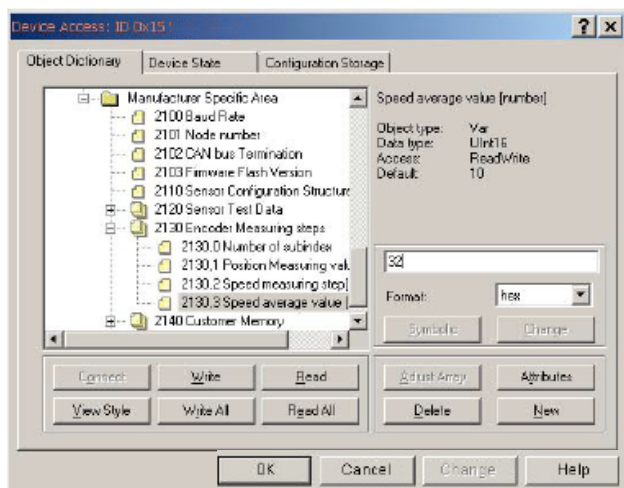 Device Access: ID 0x15
Object Dictionary
Device State
Configuration Storage
Manufacturer Specific Area
2100 Baud Rate
2101 Node number
2102 CAN bus Termination
2103 Firmware Flash Version
2110 Sensor Configuration Structure
2120 Sensor Test Data
2130 Encoder Measuring steps
2130,0 Number of subindex
2130,1 Position Measuring valu
2130,2 Speed measuring step[
2130,3 Speed average value [
2140 Customer Memory
Speed average value [number]
Object type: Var
Data type: UInt16
Access: ReadWrite
Default: 10
32
Format: hex
Symbolic
Change
Connect
Write
Read
View Style
Write All
Read All
Adjust Array
Attributes
Delete
New
OK
Cancel
Change
Help